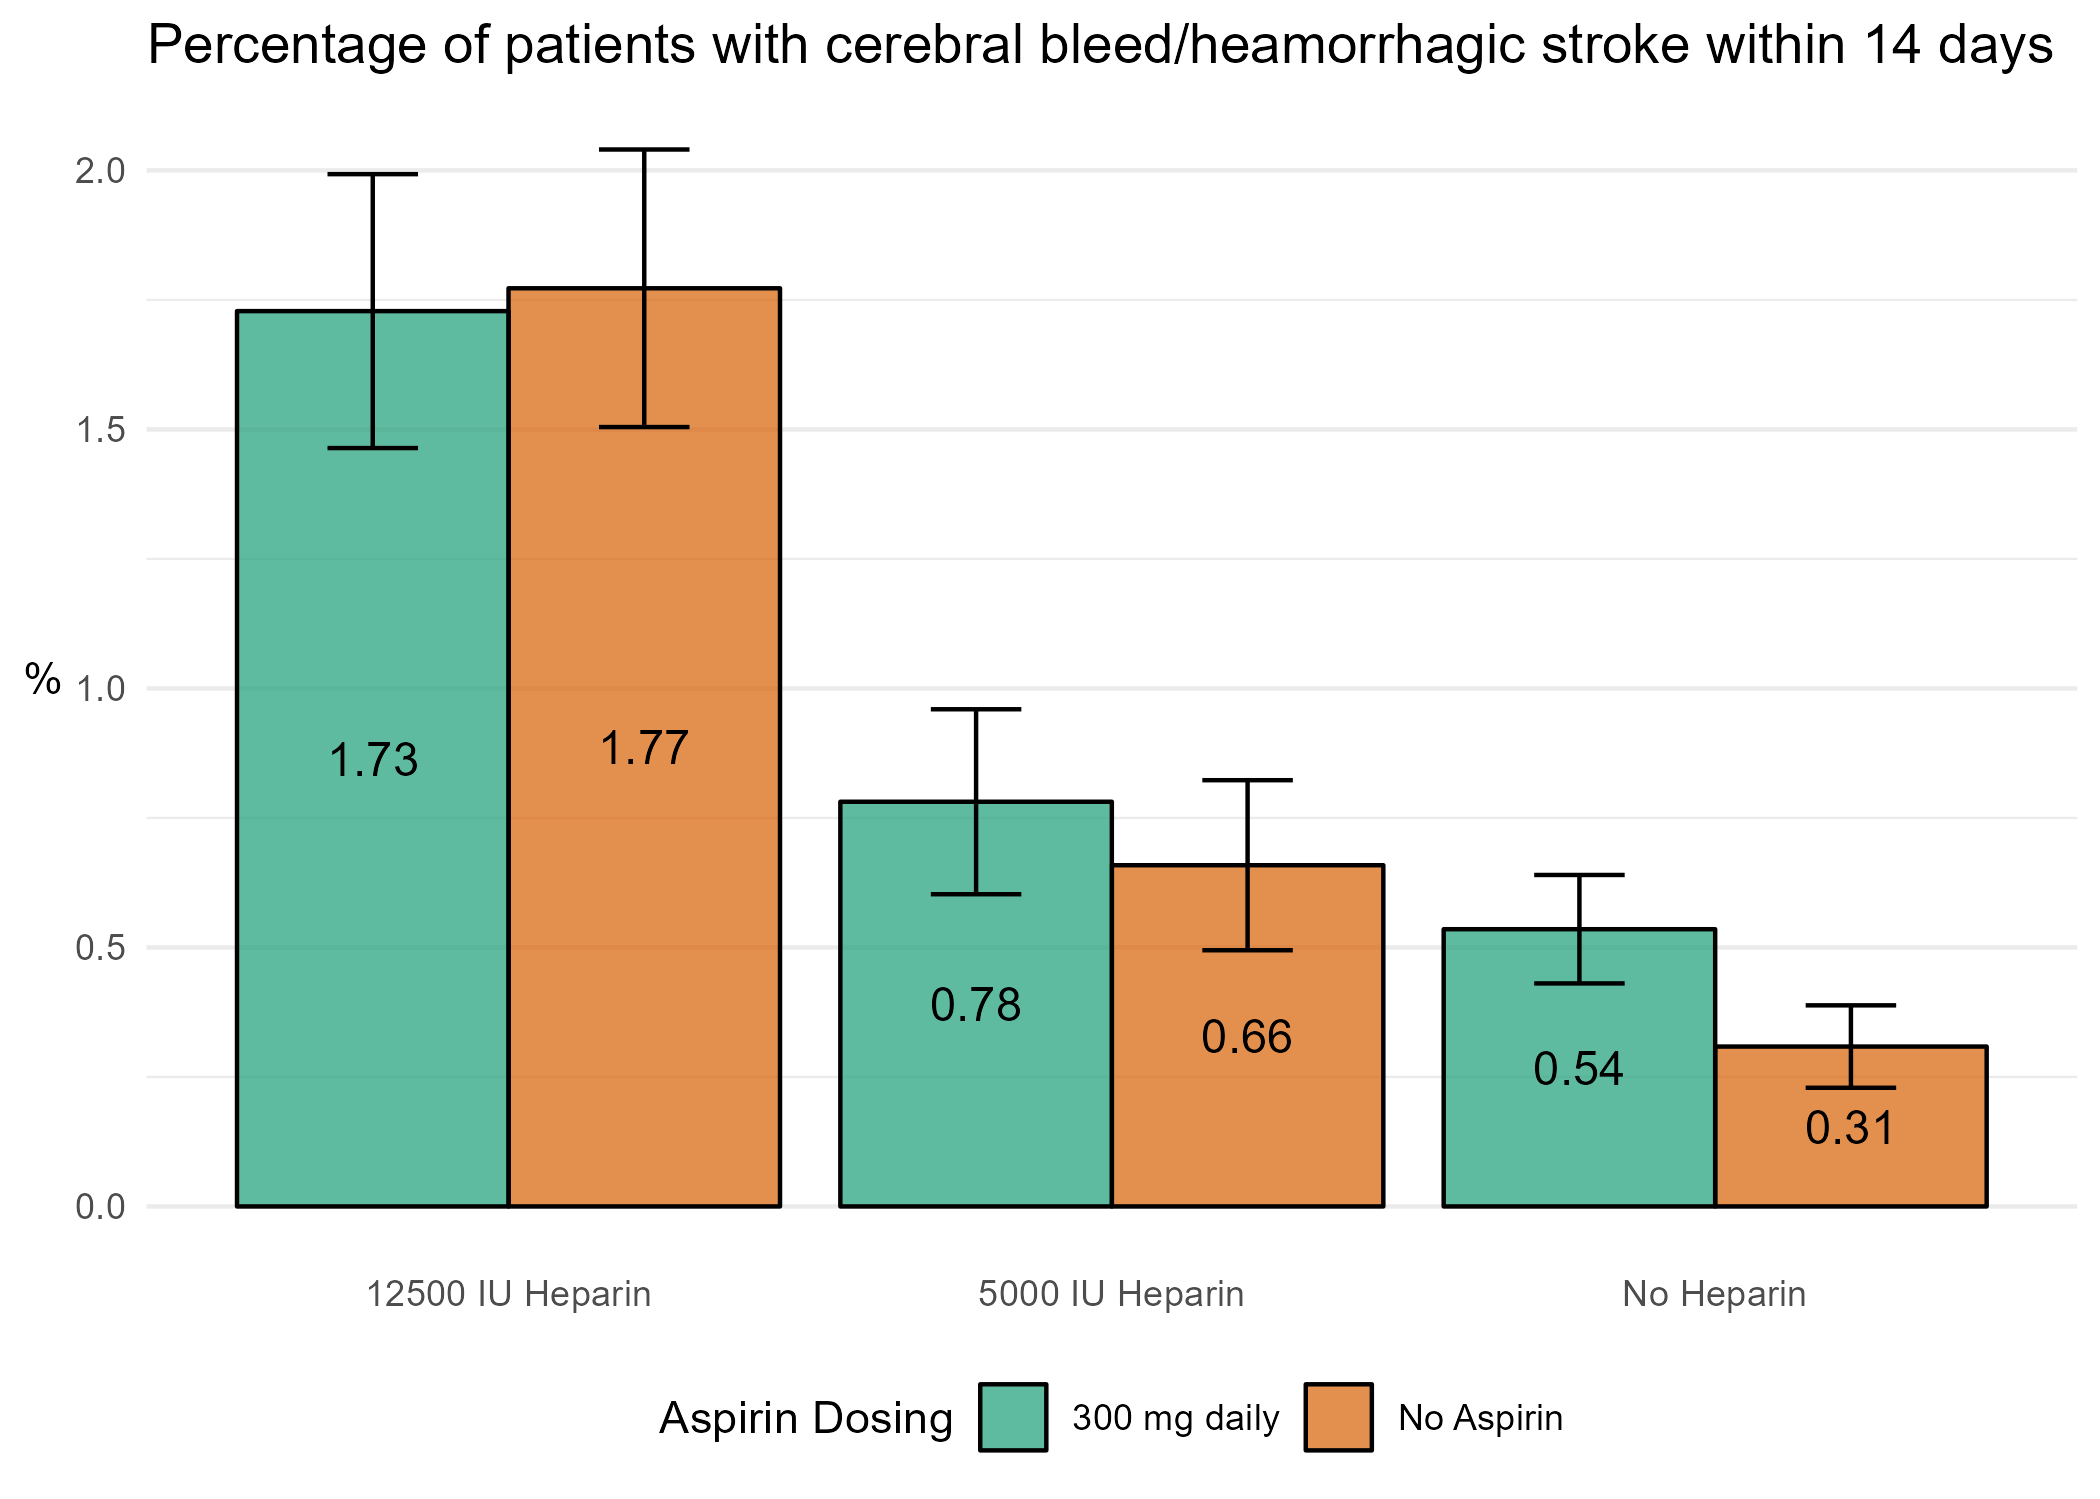 Percentage of patients with cerebral bleed/heamorrhagic stroke within 14 days
2.0
1.5
% 1.0
0.5
0.0
1.73
1.77
0.78
0.66
0.54
0.31
12500 IU Heparin
5000 IU Heparin
No Heparin
Aspirin Dosing 300 mg daily No Aspirin